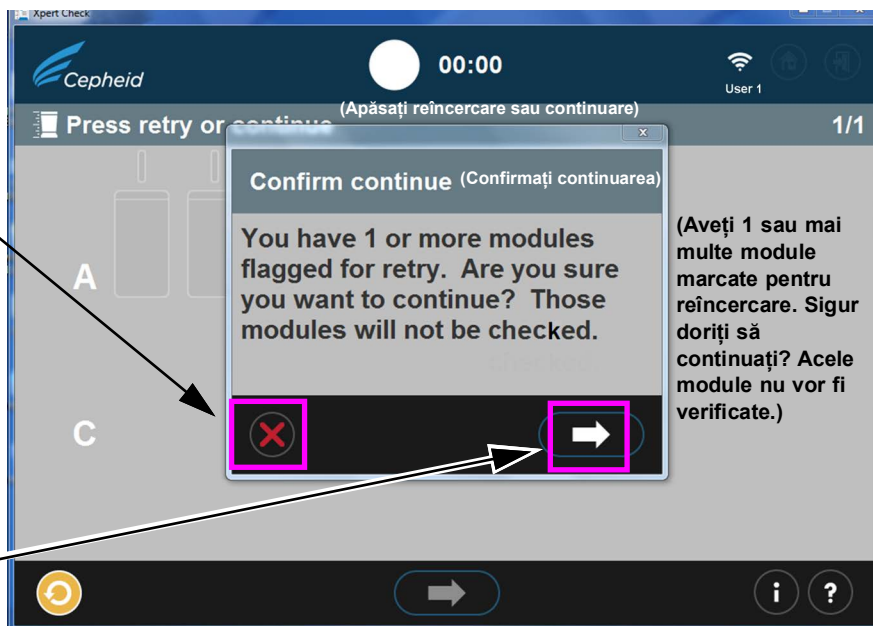 Xpert Check
Cepheid
00:00
User 1
(Apăsați reîncercare sau continuare)
Press retry or continue
1/1
x
Confirm continue (Confirmați continuarea)
You have 1 or more modules
flagged for retry. Are you sure
you want to continue? Those
modules will not be checked.
A
C
(Aveți 1 sau mai
multe module
marcate pentru
reîncercare. Sigur
doriți să
continuați? Acele
module nu vor fi
verificate.)
i
?